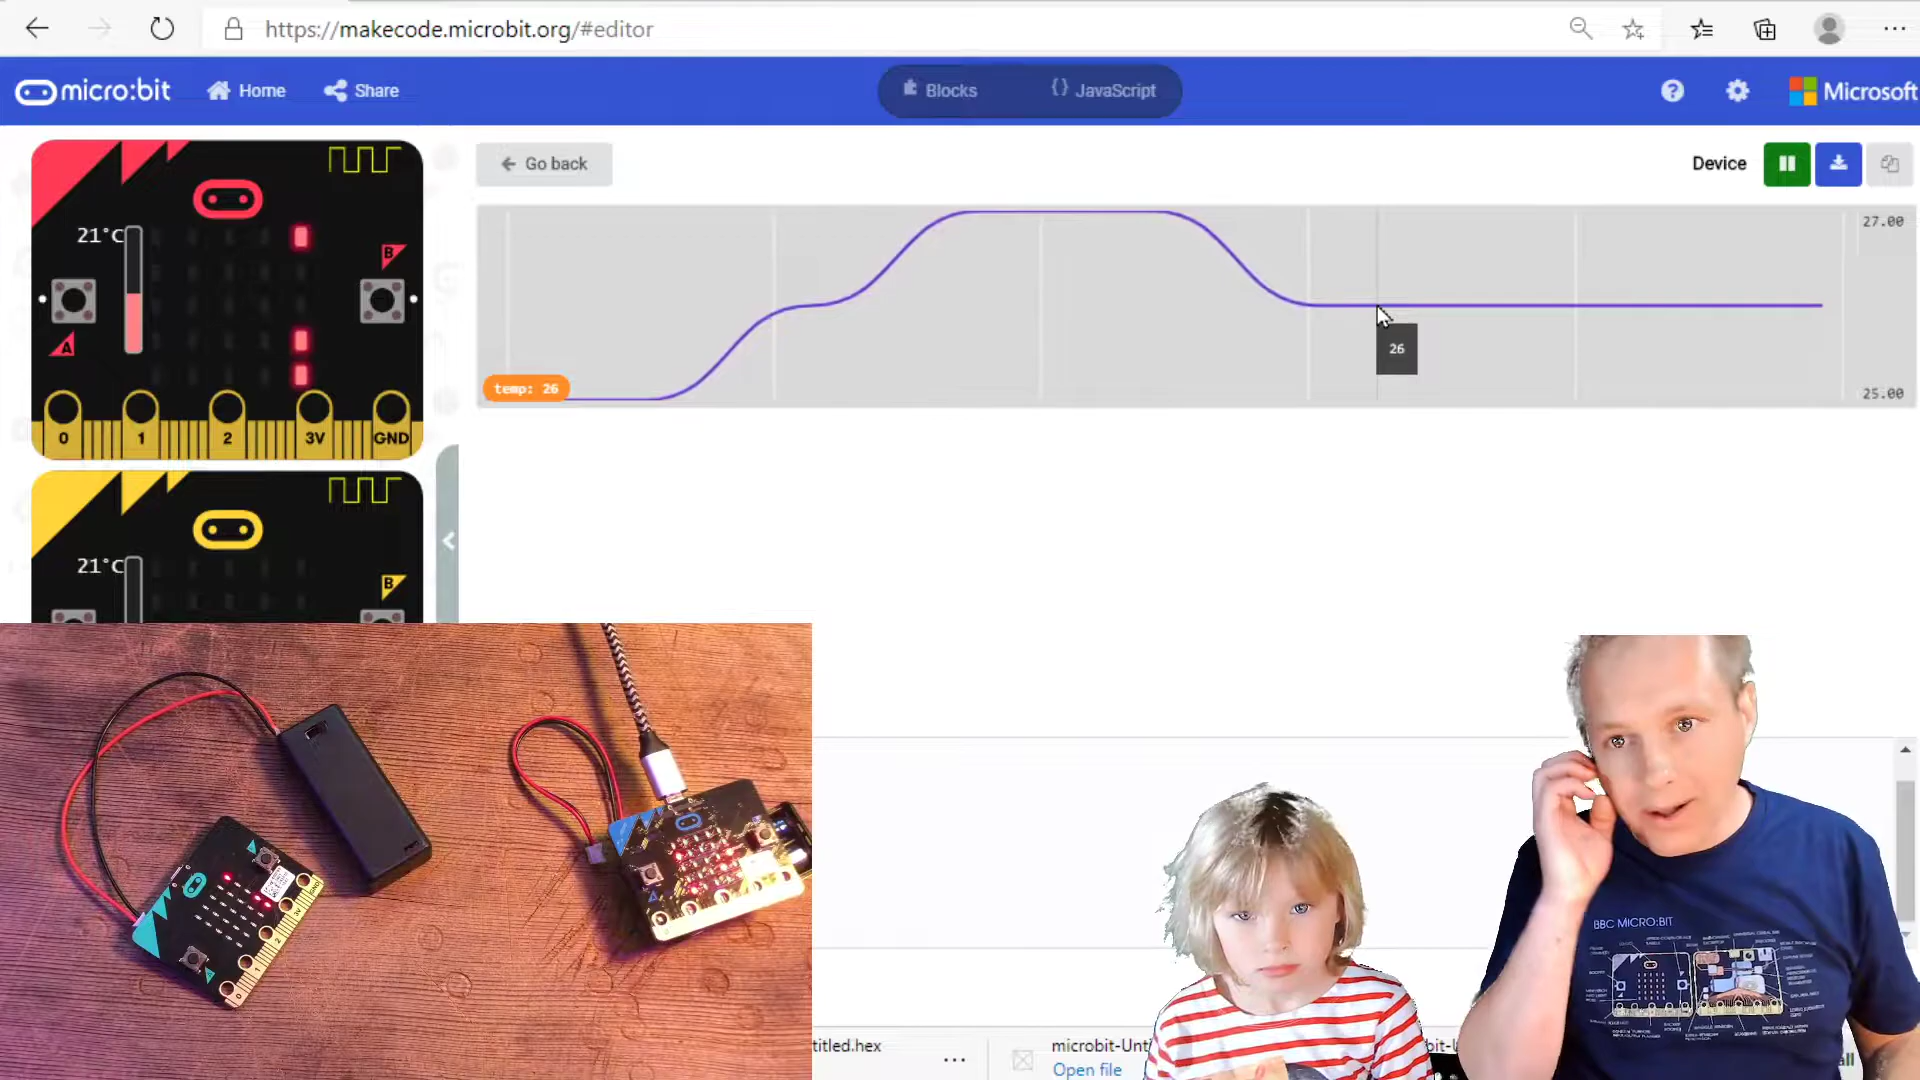 https://makecode.microbit.org/#editor
micro:bit
Home
Share
Blocks
{} JavaScript
?
Microsoft
21°C
B
A
0 1 2 3V GND
Go back
Device
27.00
26
temp: 26
25.00
21°C
B
BBC MICRO:BIT
titled.hex
microbit-Unt
Open file